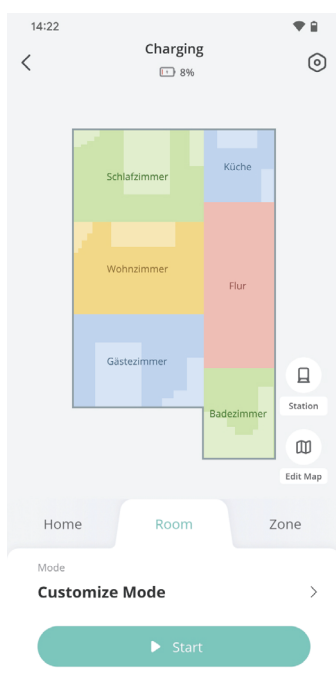 14:22
Charging
8%
Schlafzimmer
Küche
Wohnzimmer
Flur
Gästezimmer
Badezimmer
Station
Edit Map
Home
Room
Zone
Mode
Customize Mode
Start